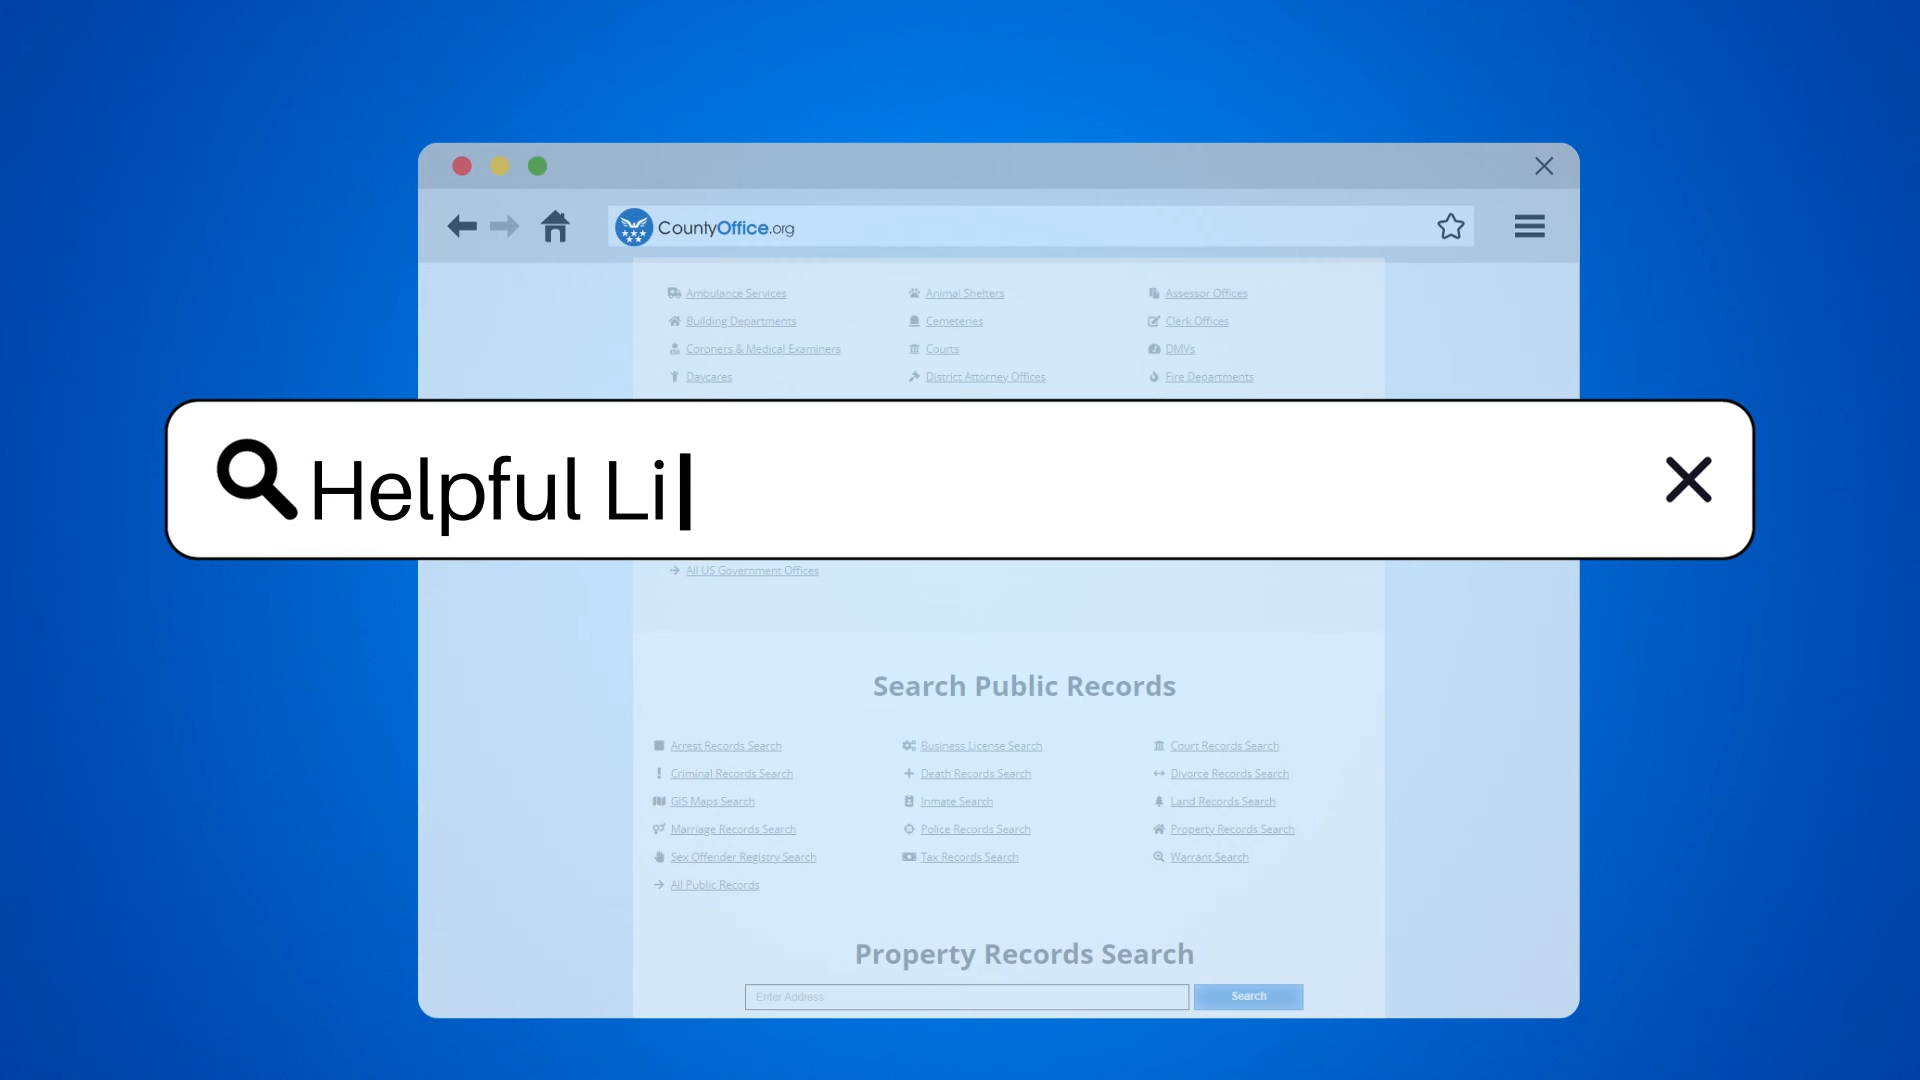 CountyOffice.org
Ambulance Services Animal Shelters Assessor Offices
Building Departments Cemeteries Clerk Offices
Coroners & Medical Examiners Courts DMVs
Daycares District Attorney Offices Fire Departments
Helpful Li
All US Government Offices
Search Public Records
Arrest Records Search Business License Search Court Records Search
Criminal Records Search Death Records Search Divorce Records Search
GIS Maps Search Inmate Search Land Records Search
Marriage Records Search Police Records Search Property Records Search
Sex Offender Registry Search Tax Records Search Warrant Search
All Public Records
Property Records Search
Enter Address Search